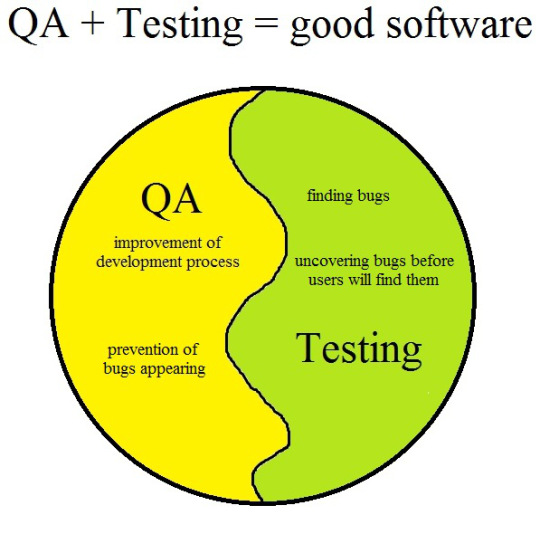 QA + Testing = good software
QA
improvement of
development process
prevention of
bugs appearing
finding bugs
uncovering bugs before
users will find them
Testing